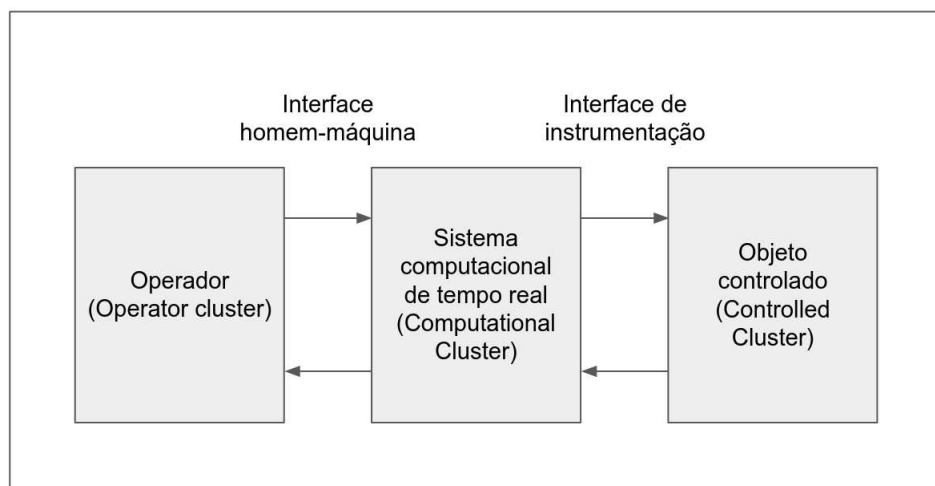 Interface
homem-máquina
Interface de
instrumentação
Operador
(Operator cluster)
Sistema
computacional
de tempo real
(Computational
Cluster)
Objeto
controlado
(Controlled
Cluster)